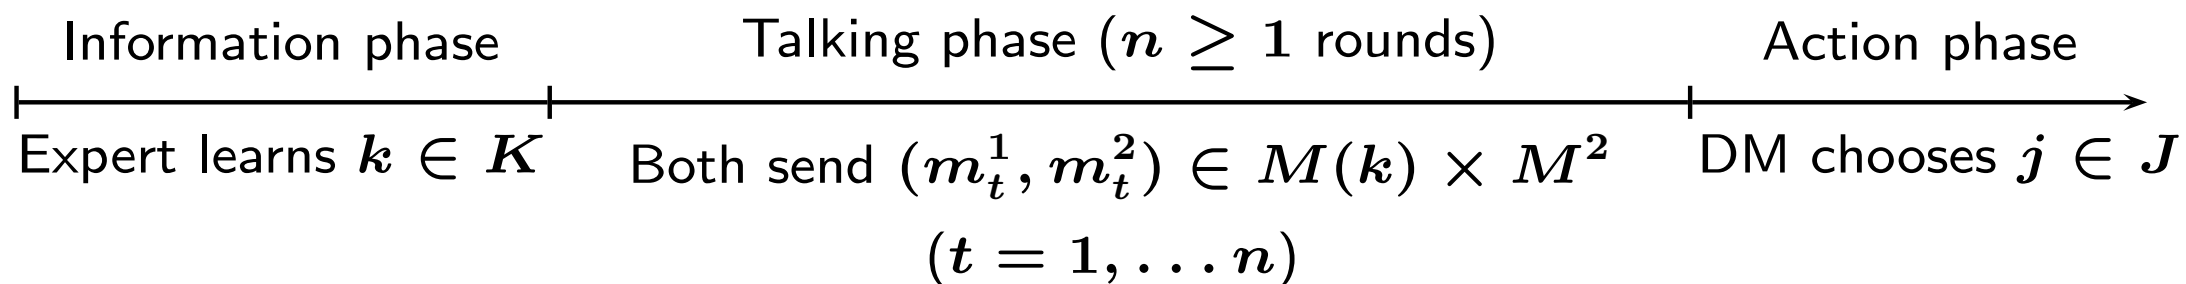 Information phase Talking phase (n ≥ 1 rounds) Action phase
Expert learns k ∈ K Both send (m_t^1, m_t^2) ∈ M(k) × M^2 DM chooses j ∈ J
(t = 1, . . . n)